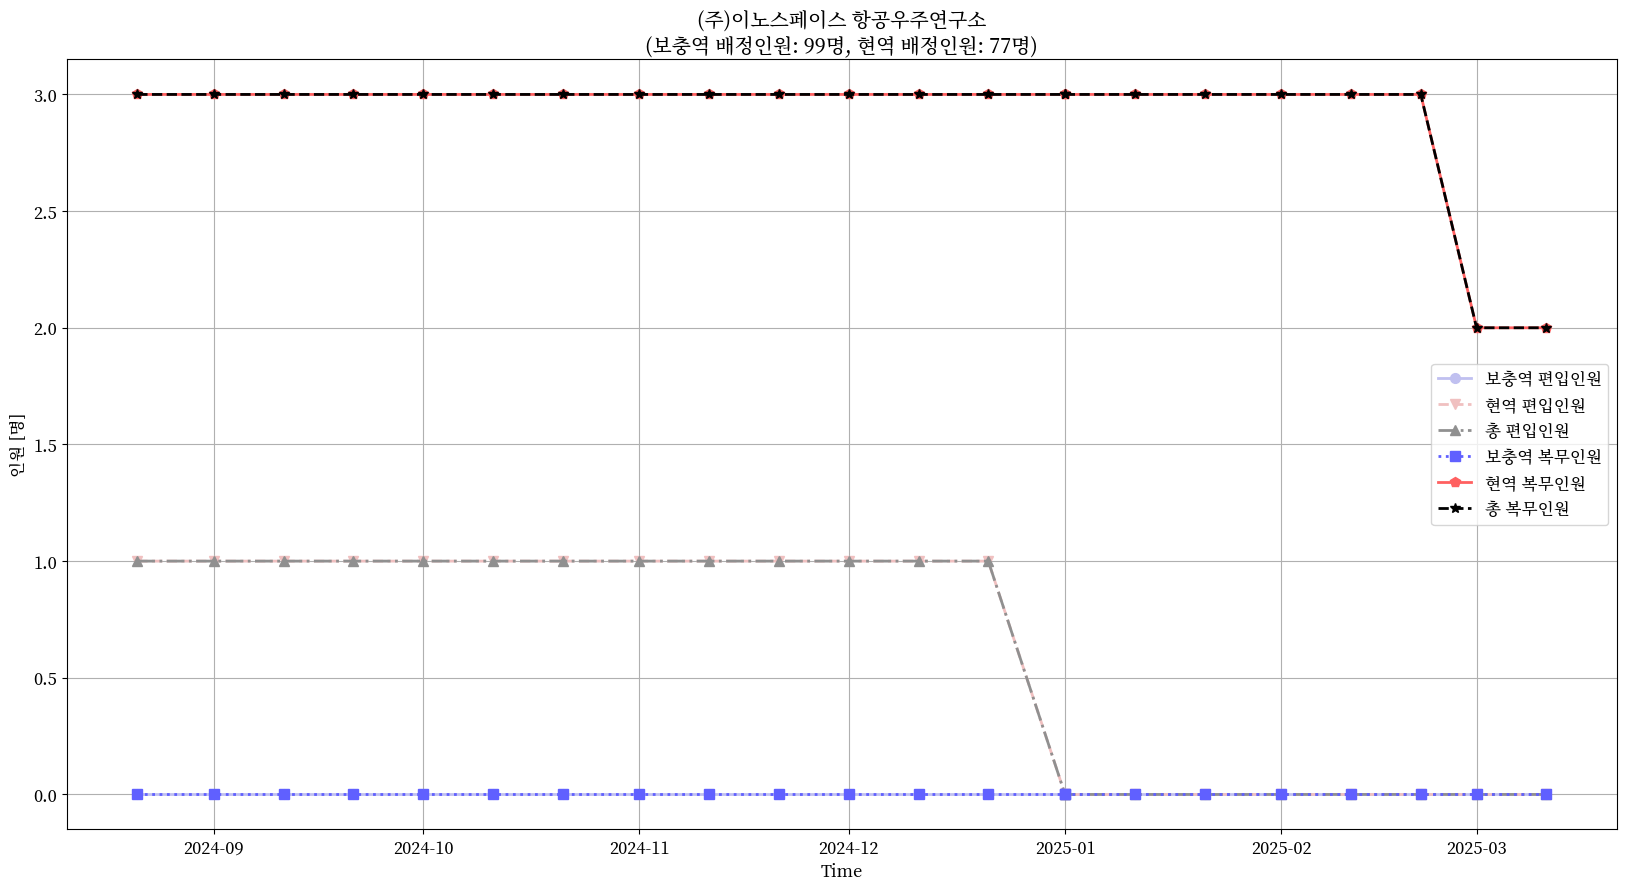 (주)이노스페이스 항공우주연구소
(보충역 배정인원: 99명, 현역 배정인원: 77명)
인원 [명]
3.0
2.5
2.0
1.5
1.0
0.5
0.0
보충역 편입인원
현역 편입인원
총 편입인원
보충역 복무인원
현역 복무인원
총 복무인원
2024-09
2024-10
2024-11
2024-12
2025-01
2025-02
2025-03
Time